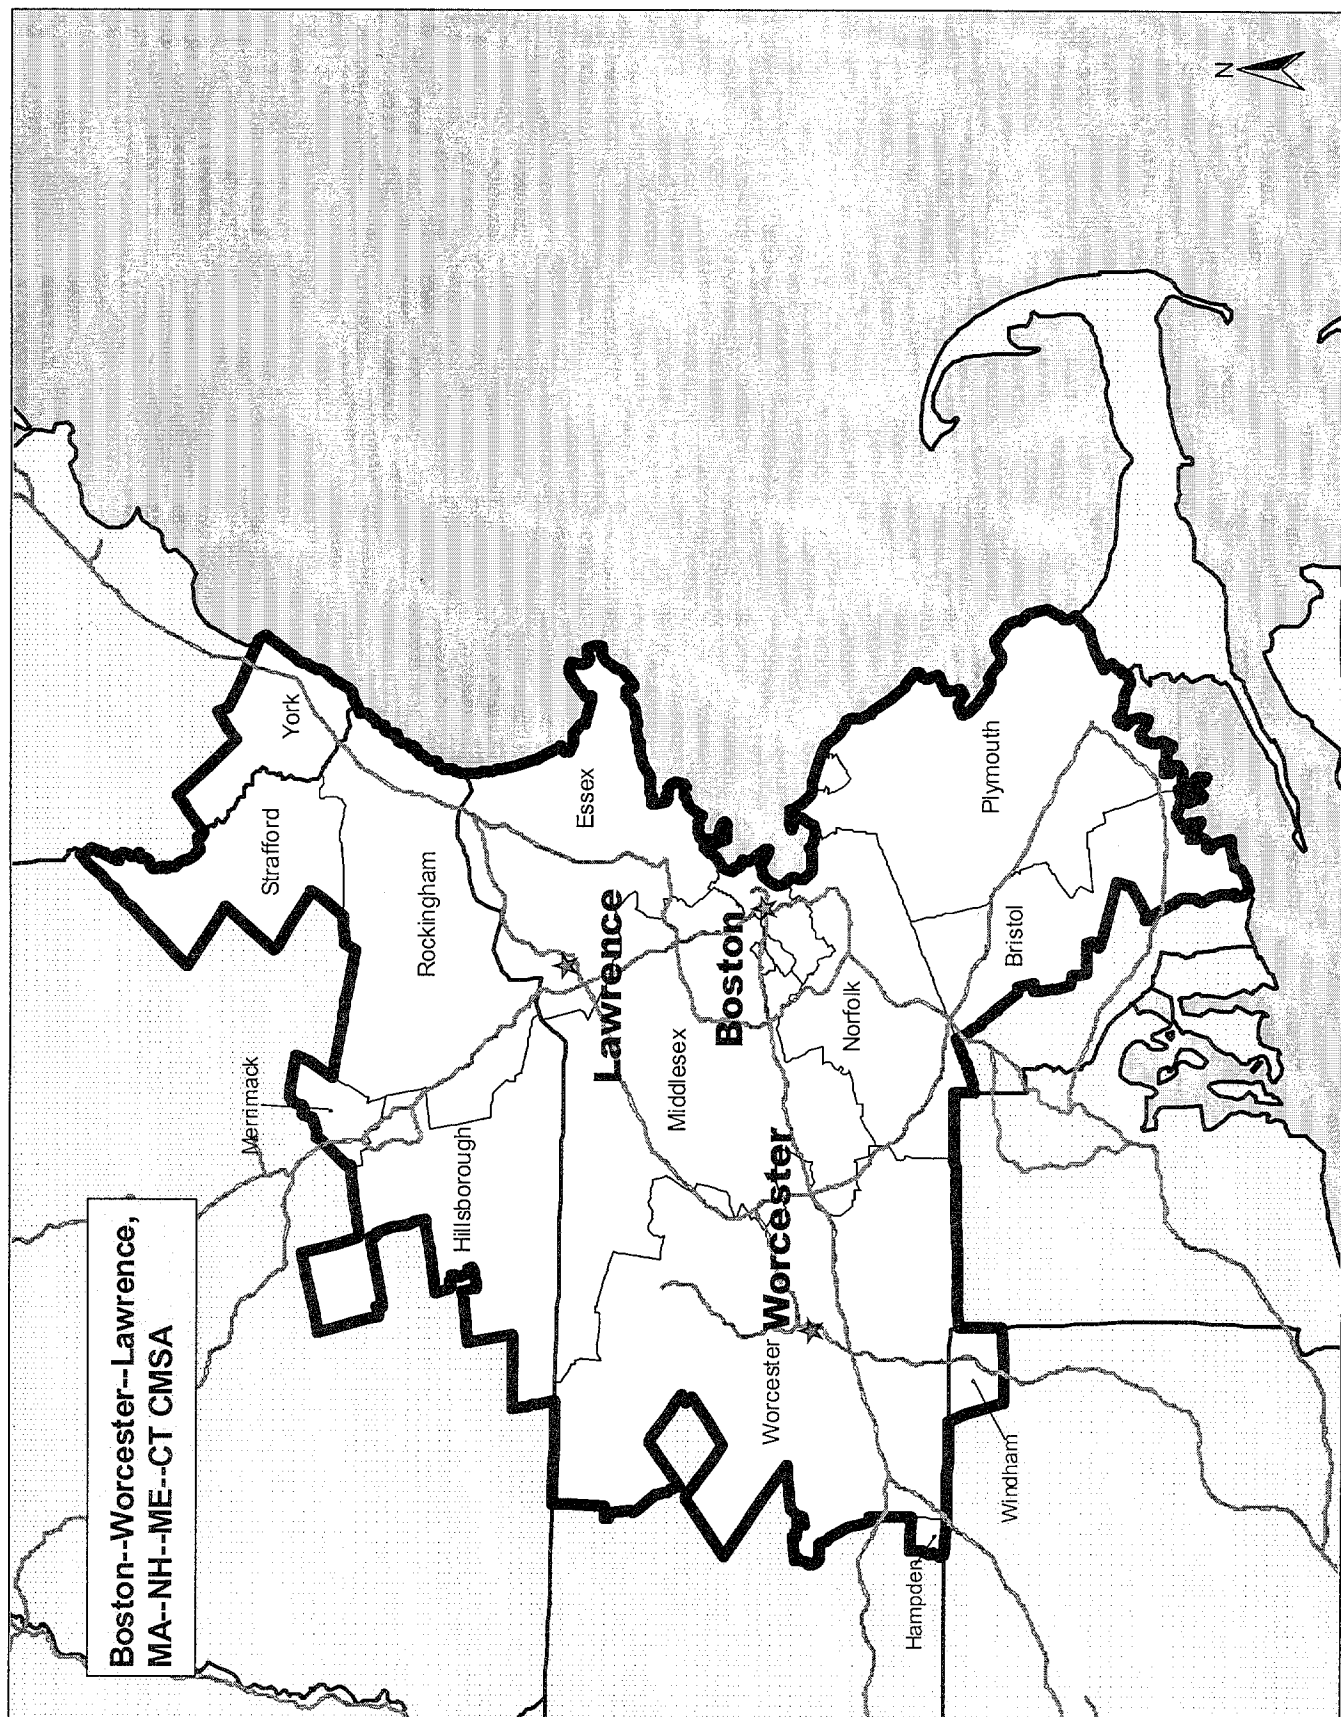 Boston--Worcester--Lawrence,
MA--NH--ME--CT CMSA
N
Merrimack
Strafford
York
Hillsborough
Rockingham
Essex
Lawrence
Middlesex
Boston
Worcester
Worcester
Norfolk
Hampden
Windham
Bristol
Plymouth